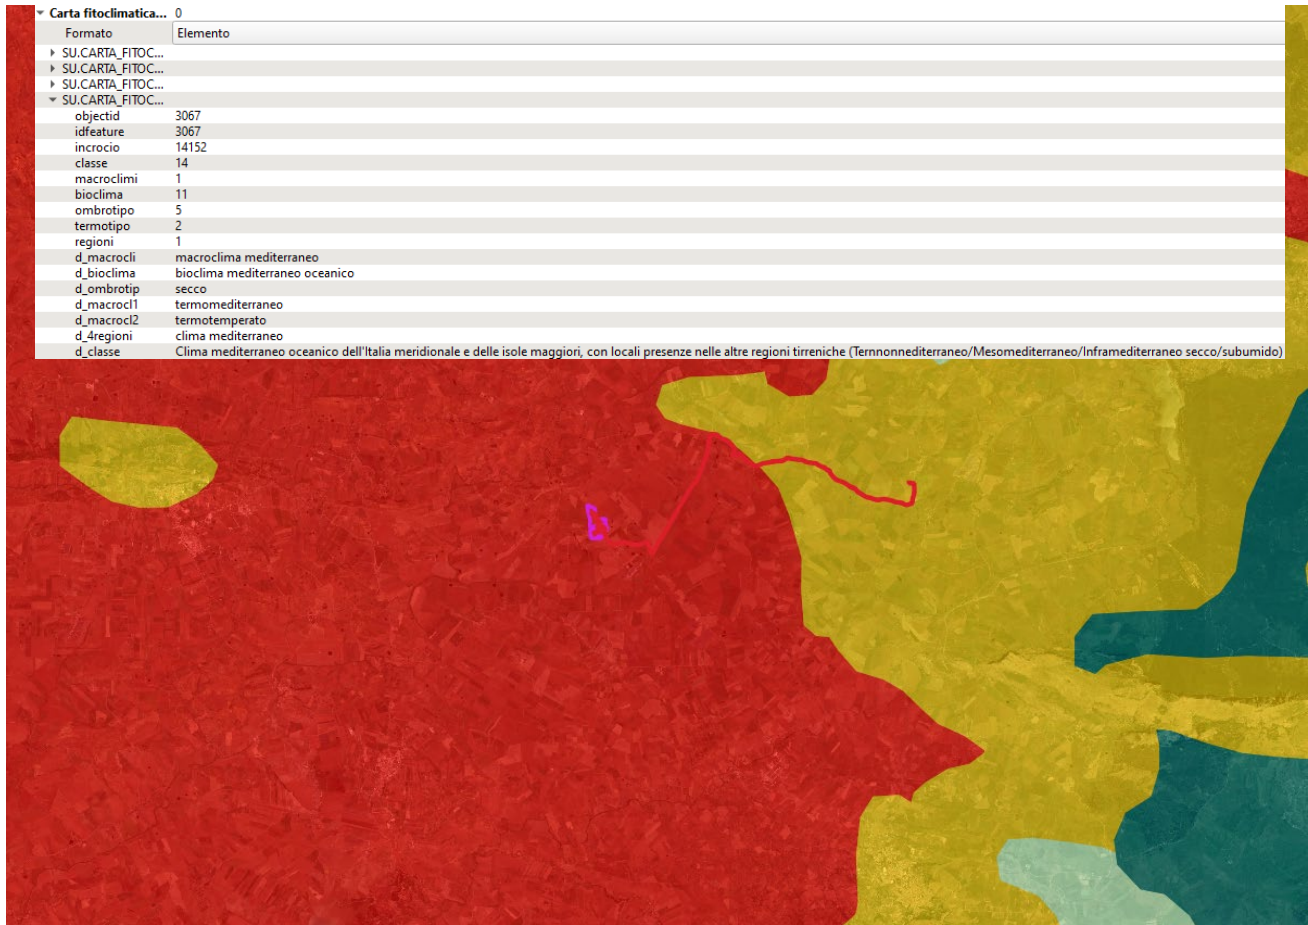 Carta fitoclimatica... 0
Formato Elemento
SU.CARTA_FITOC...
SU.CARTA_FITOC...
SU.CARTA_FITOC...
SU.CARTA_FITOC...
objectid 3067
idfeature 3067
incrocio 14152
classe 14
macroclimi 1
bioclima 11
ombrotipo 5
termotipo 2
regioni 1
d_macrocli macroclima mediterraneo
d_bioclima bioclima mediterraneo oceanico
d_ombrotip secco
d_macrocl1 termomediterraneo
d_macrocl2 termotemperato
d_4regioni clima mediterraneo
d_classe Clima mediterraneo oceanico dell'Italia meridionale e delle isole maggiori, con locali presenze nelle altre regioni tirreniche (Ternnonnediterraneo/Mesomediterraneo/Inframediterraneo secco/subumido)